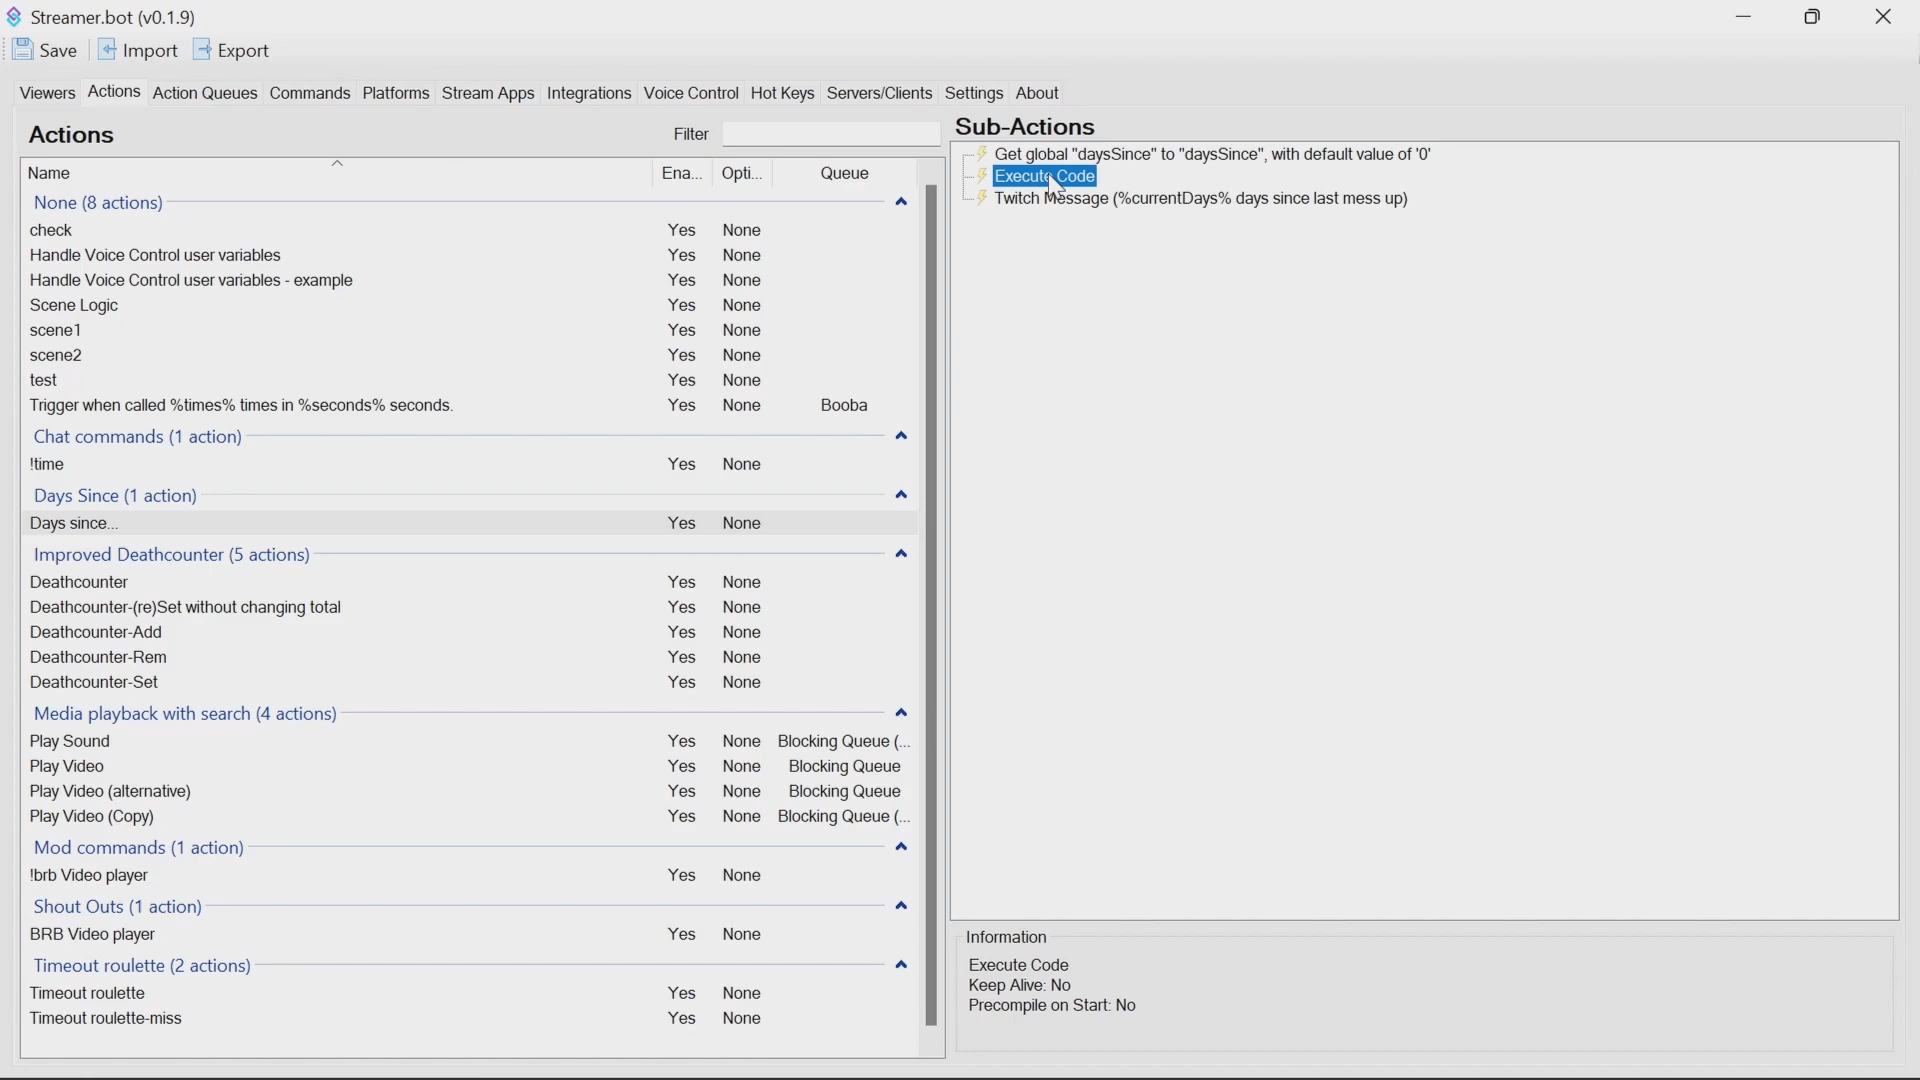 Streamer.bot (v0.1.9)
Save Import Export
Viewers Actions Action Queues Commands Platforms Stream Apps Integrations Voice Control Hot Keys Servers/Clients Settings About
Actions Filter
Name Ena... Opti... Queue
None (8 actions)
check Yes None
Handle Voice Control user variables Yes None
Handle Voice Control user variables - example Yes None
Scene Logic Yes None
scene1 Yes None
scene2 Yes None
test Yes None
Trigger when called %times% times in %seconds% seconds. Yes None Booba
Chat commands (1 action)
!time Yes None
Days Since (1 action)
Days since... Yes None
Improved Deathcounter (5 actions)
Deathcounter Yes None
Deathcounter-(re)Set without changing total Yes None
Deathcounter-Add Yes None
Deathcounter-Rem Yes None
Deathcounter-Set Yes None
Media playback with search (4 actions)
Play Sound Yes None Blocking Queue (...
Play Video Yes None Blocking Queue
Play Video (alternative) Yes None Blocking Queue
Play Video (Copy) Yes None Blocking Queue (...
Mod commands (1 action)
!brb Video player Yes None
Shout Outs (1 action)
BRB Video player Yes None
Timeout roulette (2 actions)
Timeout roulette Yes None
Timeout roulette-miss Yes None
Sub-Actions
Get global "daysSince" to "daysSince", with default value of '0'
Execute Code
Twitch Message (%currentDays% days since last mess up)
Information
Execute Code
Keep Alive: No
Precompile on Start: No